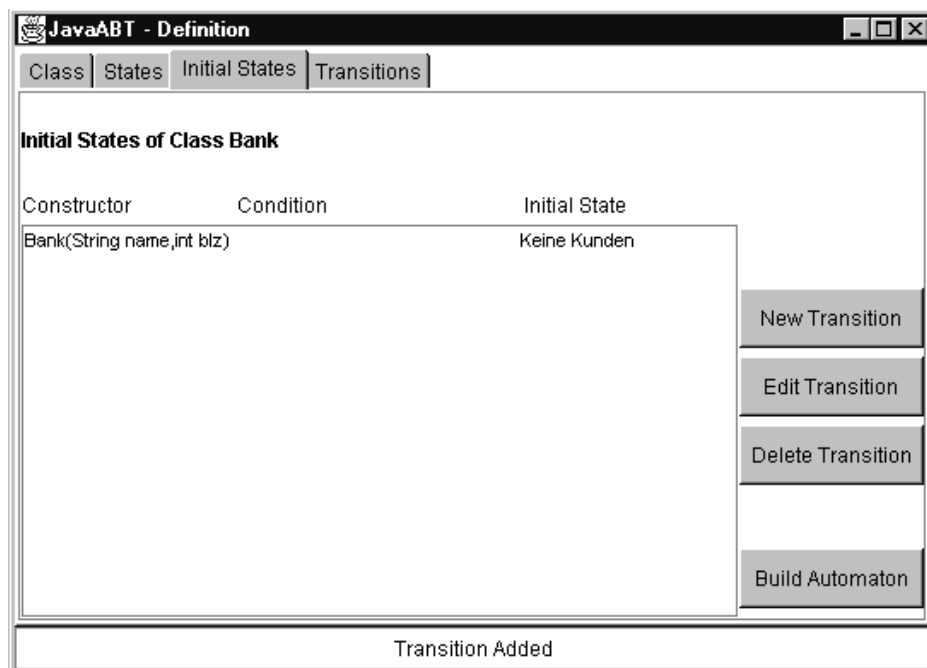 JavaABT - Definition
Class States Initial States Transitions
Initial States of Class Bank
Constructor Condition Initial State
Bank(String name,int blz) Keine Kunden
New Transition
Edit Transition
Delete Transition
Build Automaton
Transition Added